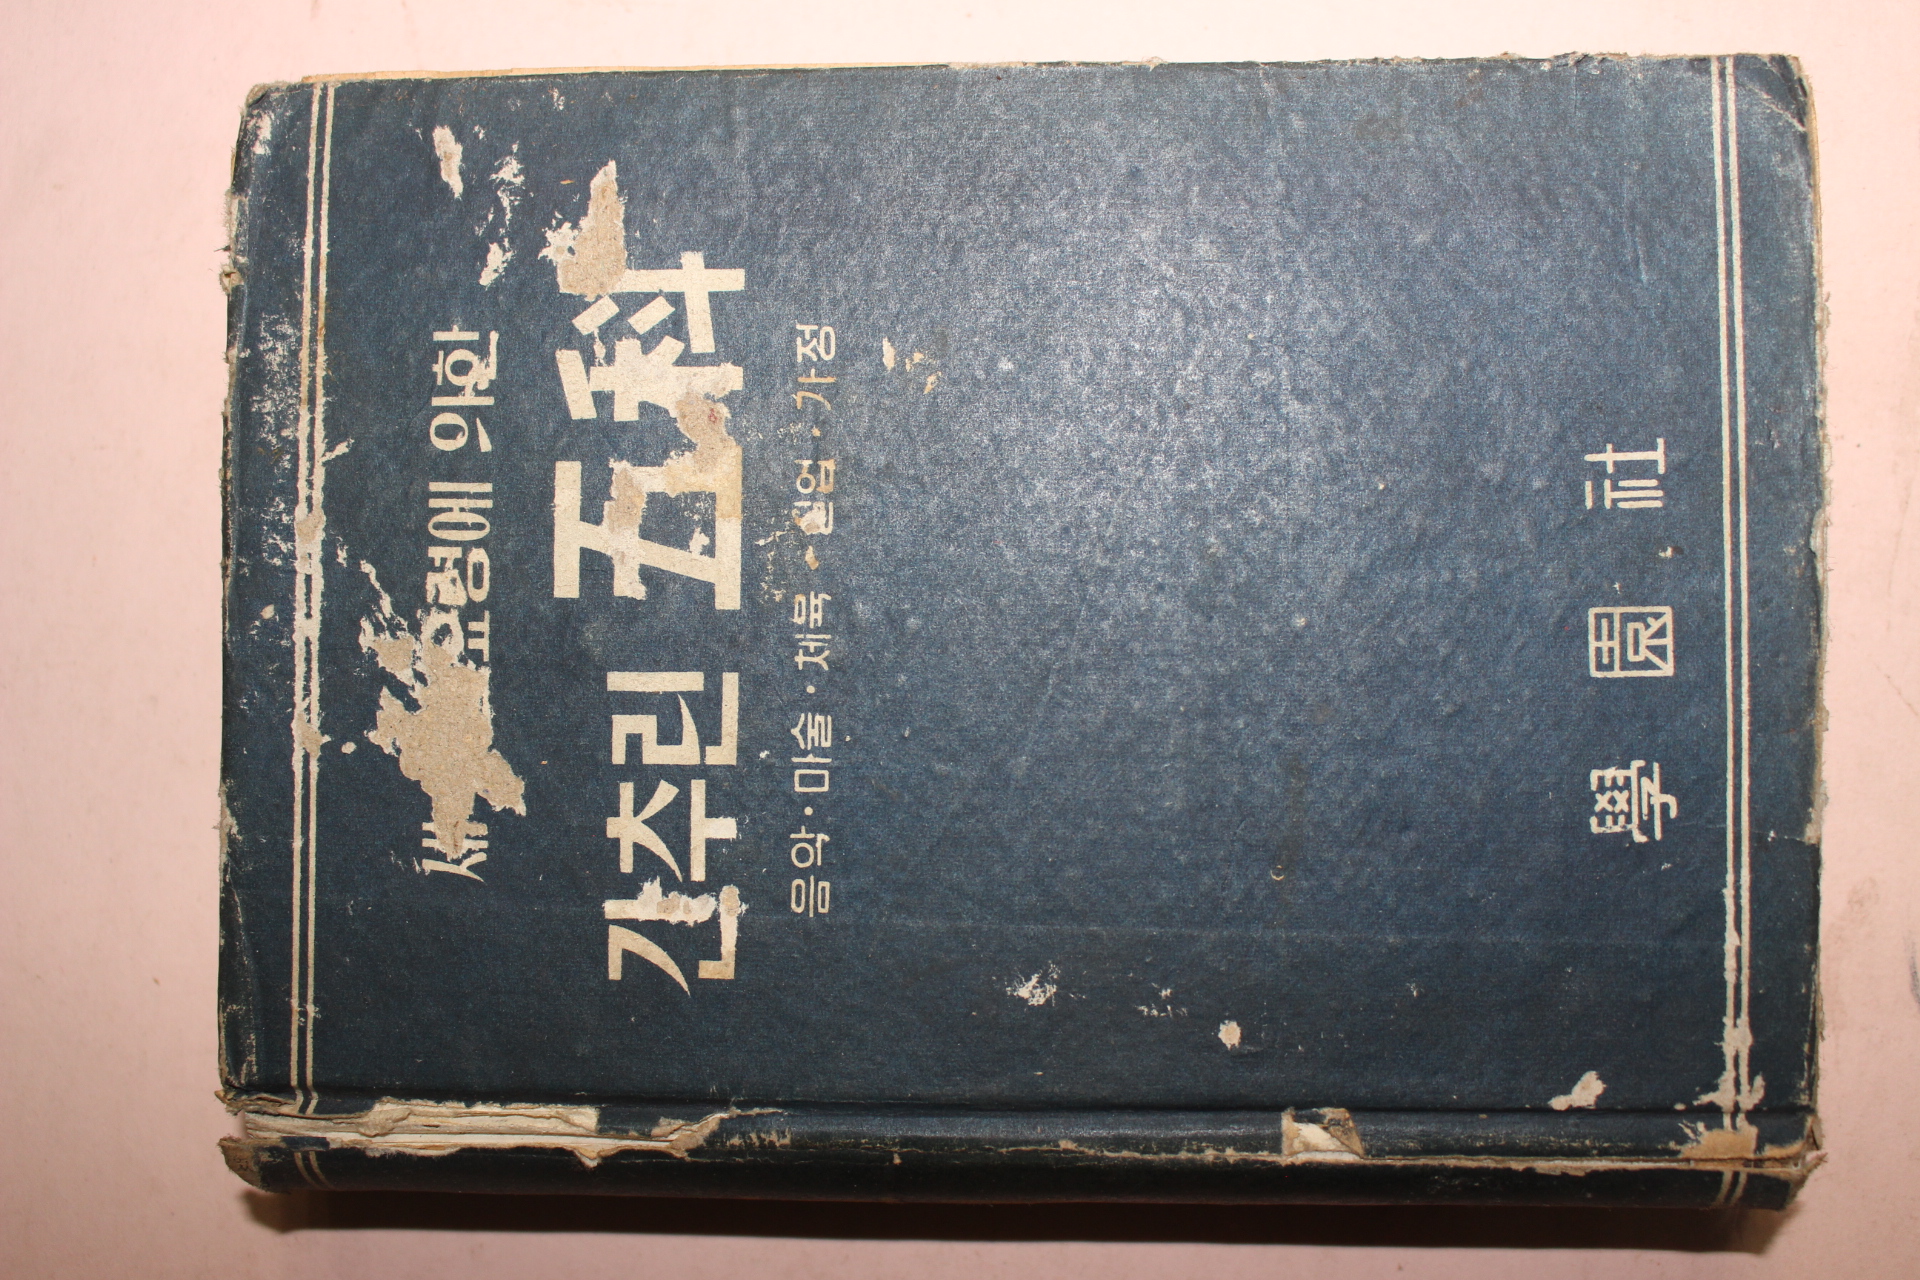 새 의한
간추린 五科
음악·미술·체육·실업·가정
學園社